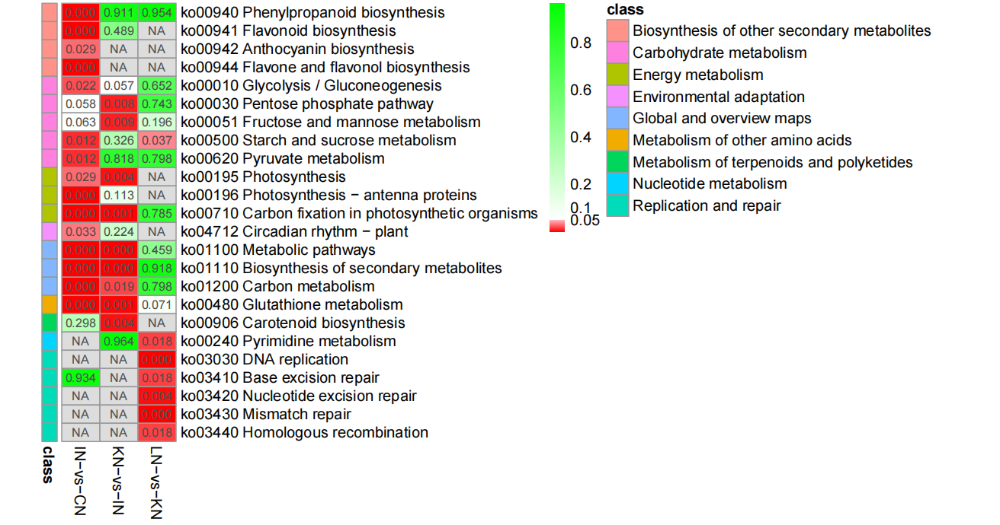 0.000 0.911 0.954 ko00940 Phenylpropanoid biosynthesis
0.000 0.489 NA ko00941 Flavonoid biosynthesis
0.029 NA NA ko00942 Anthocyanin biosynthesis
0.000 NA NA ko00944 Flavone and flavonol biosynthesis
0.022 0.057 0.652 ko00010 Glycolysis / Gluconeogenesis
0.058 0.008 0.743 ko00030 Pentose phosphate pathway
0.063 0.009 0.196 ko00051 Fructose and mannose metabolism
0.012 0.326 0.037 ko00500 Starch and sucrose metabolism
0.012 0.818 0.798 ko00620 Pyruvate metabolism
0.029 0.004 NA ko00195 Photosynthesis
0.000 0.113 NA ko00196 Photosynthesis − antenna proteins
0.000 0.001 0.785 ko00710 Carbon fixation in photosynthetic organisms
0.033 0.224 NA ko04712 Circadian rhythm − plant
0.000 0.000 0.459 ko01100 Metabolic pathways
0.000 0.000 0.918 ko01110 Biosynthesis of secondary metabolites
0.000 0.019 0.798 ko01200 Carbon metabolism
0.000 0.001 0.071 ko00480 Glutathione metabolism
0.298 0.004 NA ko00906 Carotenoid biosynthesis
NA 0.964 0.018 ko00240 Pyrimidine metabolism
NA NA 0.000 ko03030 DNA replication
0.934 NA 0.018 ko03410 Base excision repair
NA NA 0.004 ko03420 Nucleotide excision repair
NA NA 0.000 ko03430 Mismatch repair
NA NA 0.018 ko03440 Homologous recombination
class
IN−vs−CN
KN−vs−IN
LN−vs−KN
0.8
0.6
0.4
0.2
0.1
0.05
class
Biosynthesis of other secondary metabolites
Carbohydrate metabolism
Energy metabolism
Environmental adaptation
Global and overview maps
Metabolism of other amino acids
Metabolism of terpenoids and polyketides
Nucleotide metabolism
Replication and repair